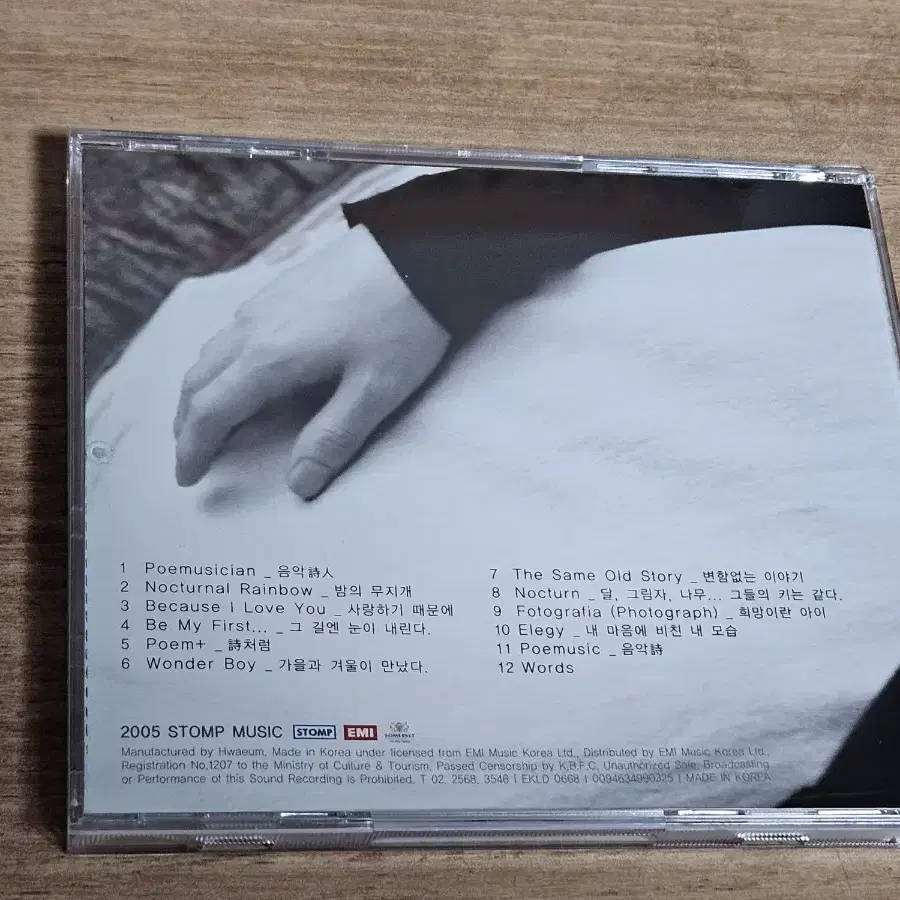 1 Poemusician _ 음악詩人
2 Nocturnal Rainbow _ 밤의 무지개
3 Because I Love You _ 사랑하기 때문에
4 Be My First... _ 그 길엔 눈이 내린다.
5 Poem+ _ 詩처럼
6 Wonder Boy _ 가을과 겨울이 만났다.
7 The Same Old Story _ 변함없는 이야기
8 Nocturn _ 달, 그림자, 나무... 그들의 키는 같다.
9 Fotografia (Photograph) _ 희망이란 아이
10 Elegy _ 내 마음에 비친 내 모습
11 Poemusic _ 음악詩
12 Words
2005 STOMP MUSIC STOMP EMI SOMERSET
Manufactured by Hwaeum, Made in Korea under licensed from EMI Music Korea Ltd., Distributed by EMI Music Korea Ltd.,
Registration No,1207 to the Ministry of Culture & Tourism, Passed Censorship by K,B,F,C, Unauthorized Sale, Broadcasting
or Performance of this Sound Recording is Prohibited, T 02, 2568, 3546 | EKLD 0668 | 0094634990325 | MADE IN KOREA